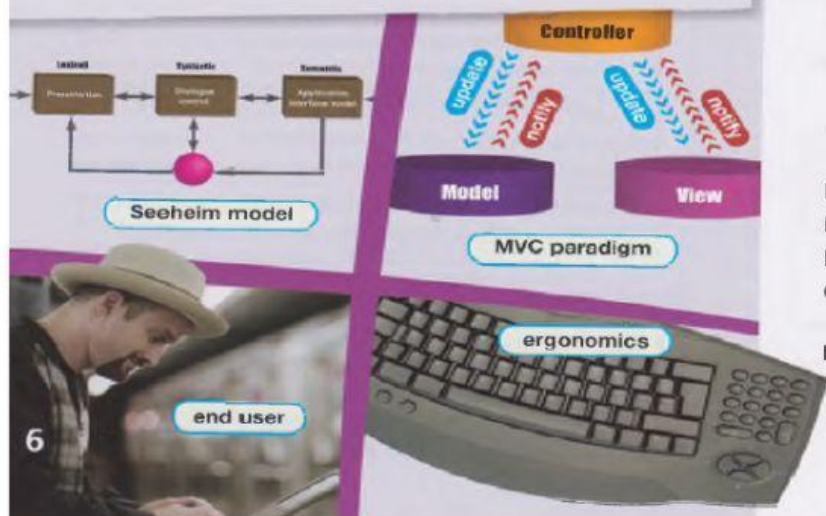 Lexical
Syntactic
Semantic
Presentation
Dialogue
control
Application
interface model
Seeheim model
Controller
update
notify
update
notify
Model
View
MVC paradigm
end user
6
ergonomics